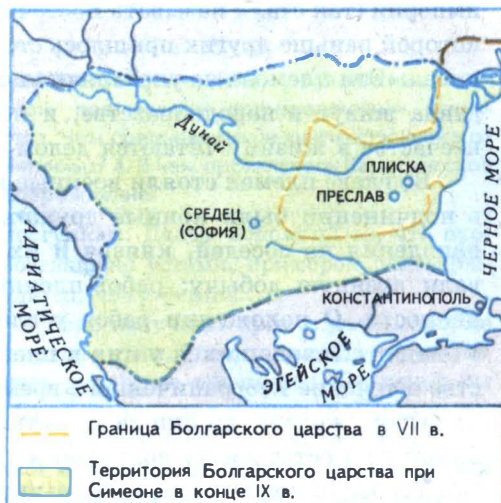 Дунай
ПЛИСКА
ПРЕСЛАВ
СРЕДЕЦ
(СОФИЯ)
ЧЕРНОЕ МОРЕ
АДРИАТИЧЕСКОЕ
МОРЕ
КОНСТАНТИНОПОЛЬ
ЭГЕЙСКОЕ
МОРЕ
Граница Болгарского царства в VII в.
Территория Болгарского царства при
Симеоне в конце IX в.